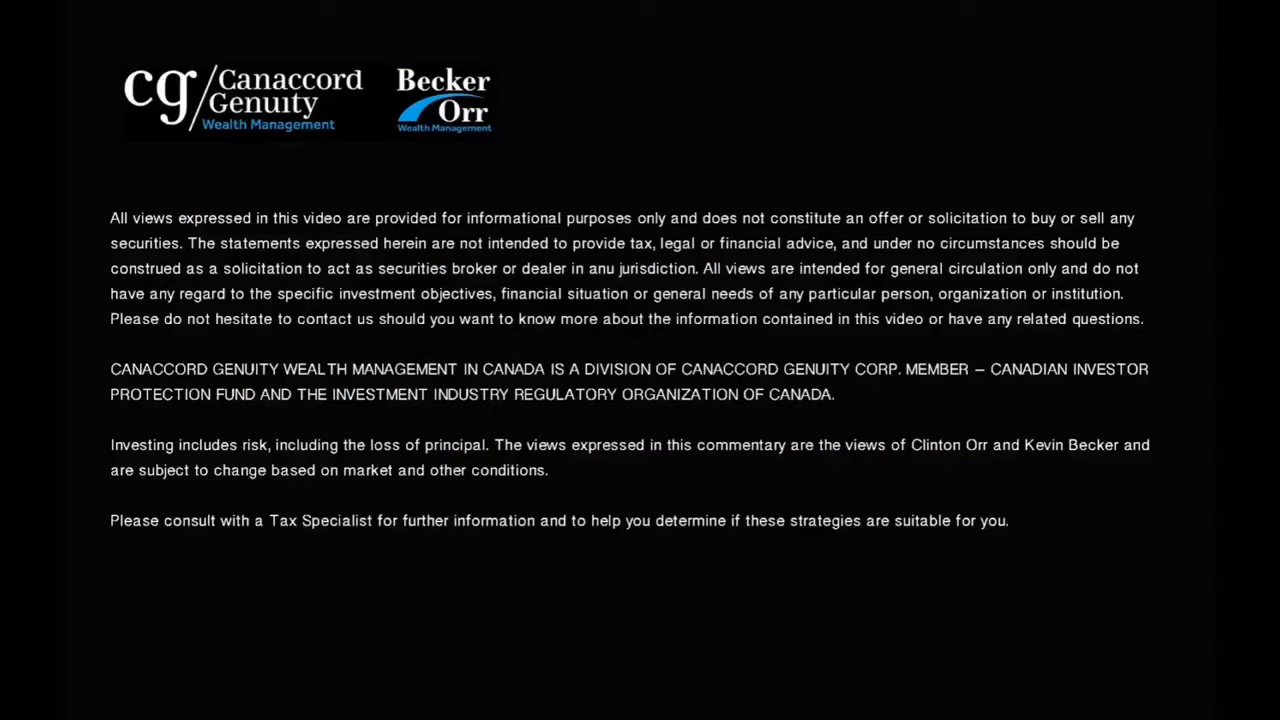 cg/Canaccord
Genuity
Wealth Management
Becker
Orr
Wealth Management
All views expressed in this video are provided for informational purposes only and does not constitute an offer or solicitation to buy or sell any
securities. The statements expressed herein are not intended to provide tax, legal or financial advice, and under no circumstances should be
construed as a solicitation to act as securities broker or dealer in anu jurisdiction. All views are intended for general circulation only and do not
have any regard to the specific investment objectives, financial situation or general needs of any particular person, organization or institution.
Please do not hesitate to contact us should you want to know more about the information contained in this video or have any related questions.
CANACCORD GENUITY WEALTH MANAGEMENT IN CANADA IS A DIVISION OF CANACCORD GENUITY CORP. MEMBER – CANADIAN INVESTOR
PROTECTION FUND AND THE INVESTMENT INDUSTRY REGULATORY ORGANIZATION OF CANADA.
Investing includes risk, including the loss of principal. The views expressed in this commentary are the views of Clinton Orr and Kevin Becker and
are subject to change based on market and other conditions.
Please consult with a Tax Specialist for further information and to help you determine if these strategies are suitable for you.